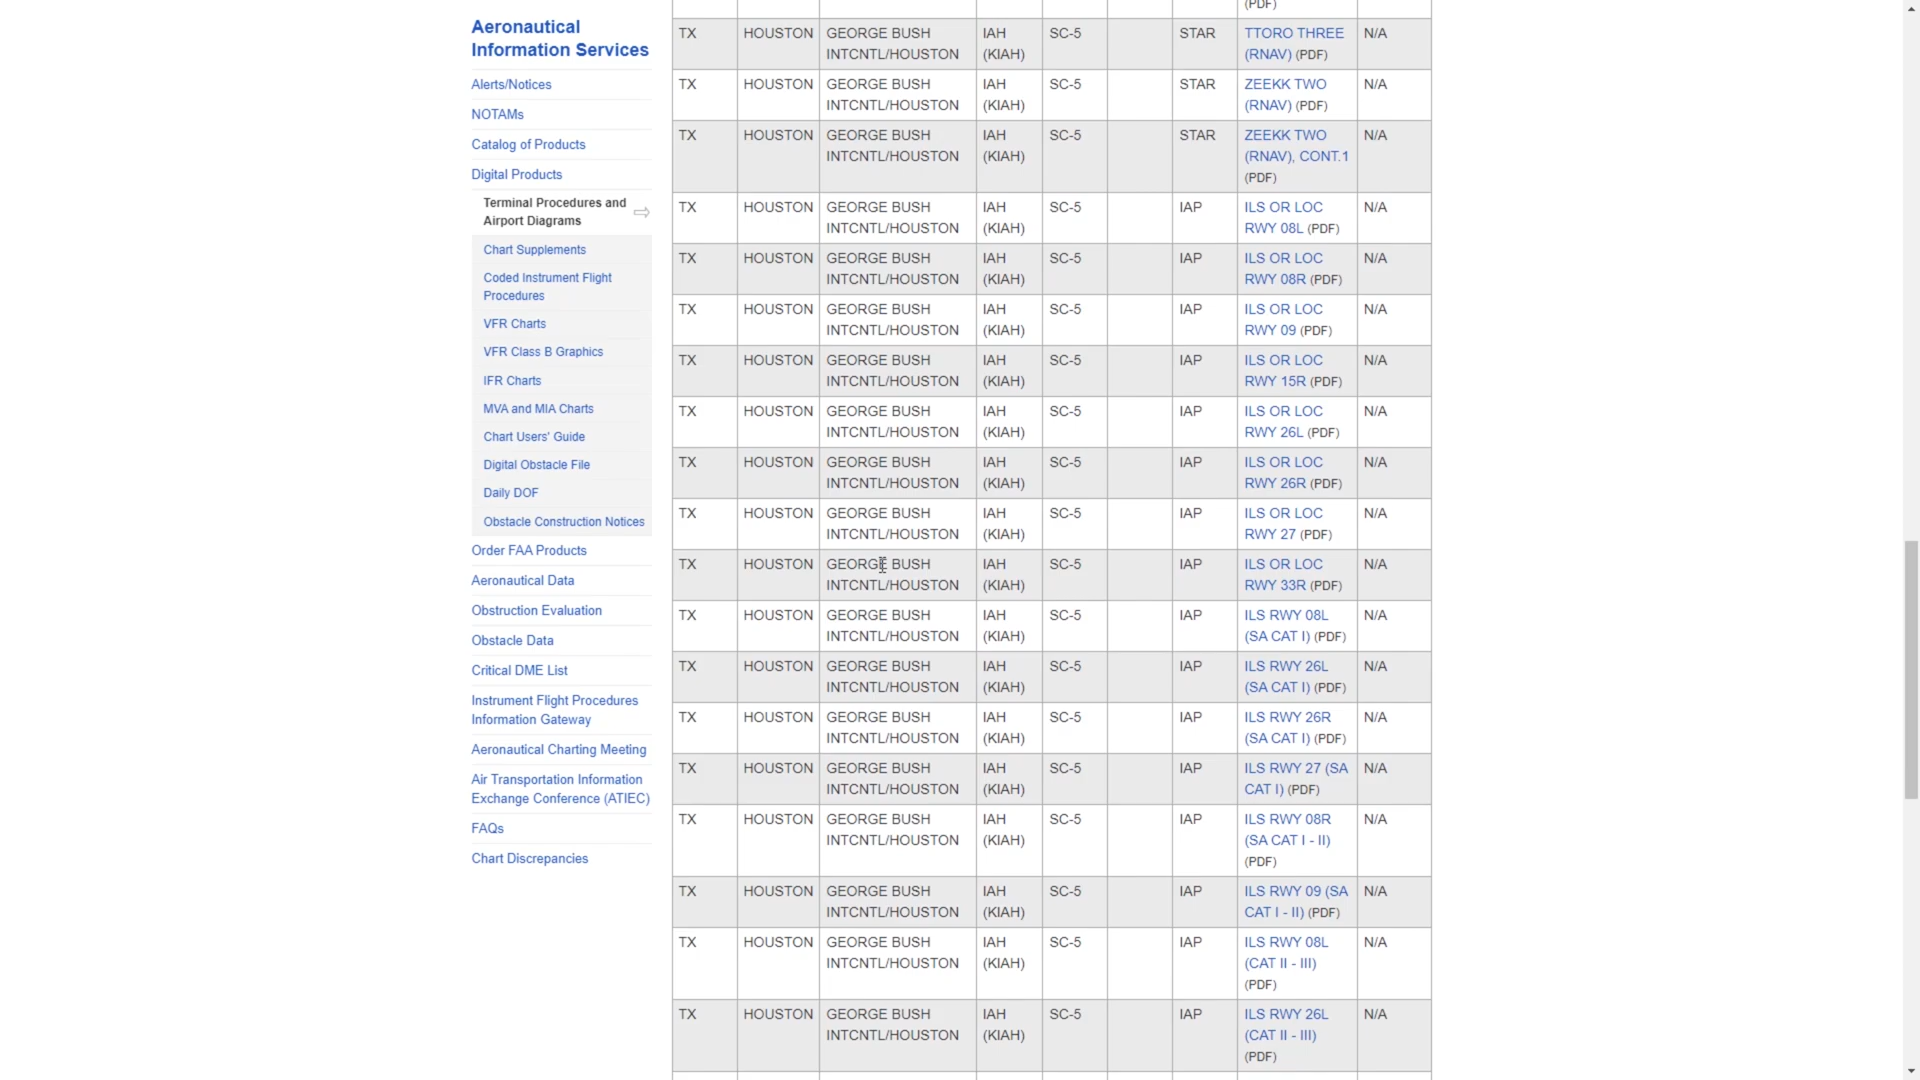 Aeronautical
Information Services
Alerts/Notices
NOTAMs
Catalog of Products
Digital Products
Terminal Procedures and
Airport Diagrams
Chart Supplements
Coded Instrument Flight
Procedures
VFR Charts
VFR Class B Graphics
IFR Charts
MVA and MIA Charts
Chart Users' Guide
Digital Obstacle File
Daily DOF
Obstacle Construction Notices
Order FAA Products
Aeronautical Data
Obstruction Evaluation
Obstacle Data
Critical DME List
Instrument Flight Procedures
Information Gateway
Aeronautical Charting Meeting
Air Transportation Information
Exchange Conference (ATIEC)
FAQs
Chart Discrepancies
(PDF)
TX HOUSTON GEORGE BUSH IAH SC-5 STAR TTORO THREE N/A
INTCNTL/HOUSTON (KIAH) (RNAV) (PDF)
TX HOUSTON GEORGE BUSH IAH SC-5 STAR ZEEKK TWO N/A
INTCNTL/HOUSTON (KIAH) (RNAV) (PDF)
TX HOUSTON GEORGE BUSH IAH SC-5 STAR ZEEKK TWO N/A
INTCNTL/HOUSTON (KIAH) (RNAV), CONT.1
(PDF)
TX HOUSTON GEORGE BUSH IAH SC-5 IAP ILS OR LOC N/A
INTCNTL/HOUSTON (KIAH) RWY 08L (PDF)
TX HOUSTON GEORGE BUSH IAH SC-5 IAP ILS OR LOC N/A
INTCNTL/HOUSTON (KIAH) RWY 08R (PDF)
TX HOUSTON GEORGE BUSH IAH SC-5 IAP ILS OR LOC N/A
INTCNTL/HOUSTON (KIAH) RWY 09 (PDF)
TX HOUSTON GEORGE BUSH IAH SC-5 IAP ILS OR LOC N/A
INTCNTL/HOUSTON (KIAH) RWY 15R (PDF)
TX HOUSTON GEORGE BUSH IAH SC-5 IAP ILS OR LOC N/A
INTCNTL/HOUSTON (KIAH) RWY 26L (PDF)
TX HOUSTON GEORGE BUSH IAH SC-5 IAP ILS OR LOC N/A
INTCNTL/HOUSTON (KIAH) RWY 26R (PDF)
TX HOUSTON GEORGE BUSH IAH SC-5 IAP ILS OR LOC N/A
INTCNTL/HOUSTON (KIAH) RWY 27 (PDF)
TX HOUSTON GEORGE BUSH IAH SC-5 IAP ILS OR LOC N/A
INTCNTL/HOUSTON (KIAH) RWY 33R (PDF)
TX HOUSTON GEORGE BUSH IAH SC-5 IAP ILS RWY 08L N/A
INTCNTL/HOUSTON (KIAH) (SA CAT I) (PDF)
TX HOUSTON GEORGE BUSH IAH SC-5 IAP ILS RWY 26L N/A
INTCNTL/HOUSTON (KIAH) (SA CAT I) (PDF)
TX HOUSTON GEORGE BUSH IAH SC-5 IAP ILS RWY 26R N/A
INTCNTL/HOUSTON (KIAH) (SA CAT I) (PDF)
TX HOUSTON GEORGE BUSH IAH SC-5 IAP ILS RWY 27 (SA N/A
INTCNTL/HOUSTON (KIAH) CAT I) (PDF)
TX HOUSTON GEORGE BUSH IAH SC-5 IAP ILS RWY 08R N/A
INTCNTL/HOUSTON (KIAH) (SA CAT I - II)
(PDF)
TX HOUSTON GEORGE BUSH IAH SC-5 IAP ILS RWY 09 (SA N/A
INTCNTL/HOUSTON (KIAH) CAT I - II) (PDF)
TX HOUSTON GEORGE BUSH IAH SC-5 IAP ILS RWY 08L N/A
INTCNTL/HOUSTON (KIAH) (CAT II - III)
(PDF)
TX HOUSTON GEORGE BUSH IAH SC-5 IAP ILS RWY 26L N/A
INTCNTL/HOUSTON (KIAH) (CAT II - III)
(PDF)